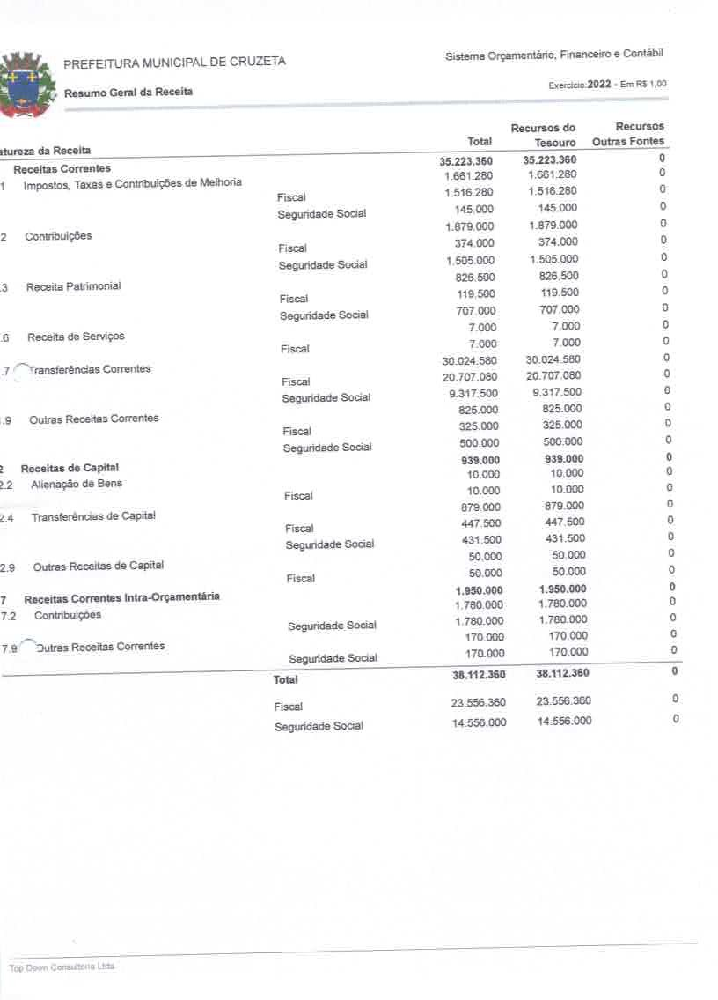 PREFEITURA MUNICIPAL DE CRUZETA
Sistema Orçamentário, Financeiro e Contábil
Resumo Geral da Receita
Exercicio:2022 - Em R$ 1,00
atureza da Receita Total Recursos do Tesouro Recursos Outras Fontes
Receitas Correntes 35.223.360 35.223.360 0
1 Impostos, Taxas e Contribuições de Melhoria 1.661.280 1.661.280 0
Fiscal 1.516.280 1.516.280 0
Seguridade Social 145.000 145.000 0
2 Contribuições 1.879.000 1.879.000 0
Fiscal 374.000 374.000 0
Seguridade Social 1.505.000 1.505.000 0
.3 Receita Patrimonial 826.500 826.500 0
Fiscal 119.500 119.500 0
Seguridade Social 707.000 707.000 0
.6 Receita de Serviços 7.000 7.000 0
Fiscal 7.000 7.000 0
.7 Transferências Correntes 30.024.580 30.024.580 0
Fiscal 20.707.080 20.707.080 0
Seguridade Social 9.317.500 9.317.500 0
.9 Outras Receitas Correntes 825.000 825.000 0
Fiscal 325.000 325.000 0
Seguridade Social 500.000 500.000 0
2 Receitas de Capital 939.000 939.000 0
2.2 Alienação de Bens 10.000 10.000 0
Fiscal 10.000 10.000 0
2.4 Transferências de Capital 879.000 879.000 0
Fiscal 447.500 447.500 0
Seguridade Social 431.500 431.500 0
2.9 Outras Receitas de Capital 50.000 50.000 0
Fiscal 50.000 50.000 0
7 Receitas Correntes Intra-Orçamentária 1.950.000 1.950.000 0
7.2 Contribuições 1.780.000 1.780.000 0
Seguridade Social 1.780.000 1.780.000 0
7.9 Outras Receitas Correntes 170.000 170.000 0
Seguridade Social 170.000 170.000 0
Total 38.112.360 38.112.360 0
Fiscal 23.556.360 23.556.360 0
Seguridade Social 14.556.000 14.556.000 0
Top Down Consultoria Ltda